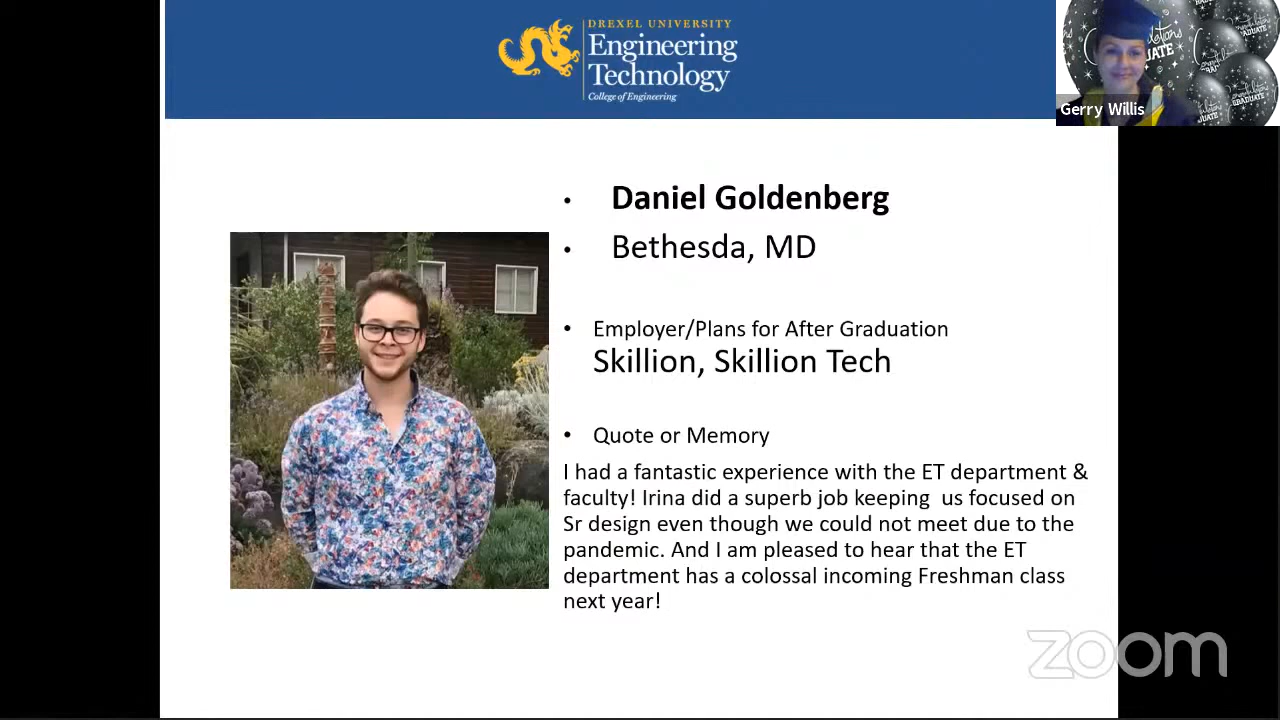 DREXEL UNIVERSITY
Engineering
Technology
College of Engineering
Gerry Willis
• Daniel Goldenberg
• Bethesda, MD
• Employer/Plans for After Graduation
Skillion, Skillion Tech
• Quote or Memory
I had a fantastic experience with the ET department &
faculty! Irina did a superb job keeping  us focused on
Sr design even though we could not meet due to the
pandemic. And I am pleased to hear that the ET
department has a colossal incoming Freshman class
next year!
zoom